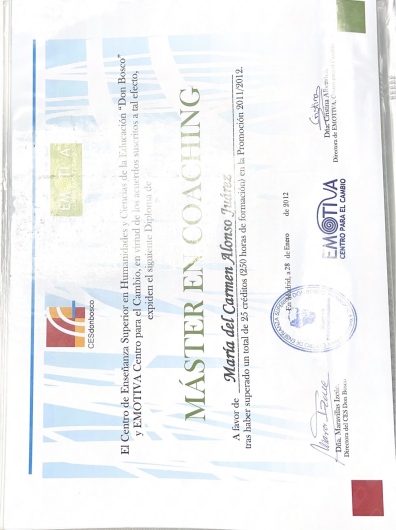 CESdonbosco
EMOTIVA
El Centro de Enseñanza Superior en Humanidades y Ciencias de la Educación "Don Bosco"
y EMOTIVA Centro para el Cambio, en virtud de los acuerdos suscritos a tal efecto,
expiden el siguiente Diploma de
MÁSTER EN COACHING
A favor de María del Carmen Alonso Juárez
tras haber superado un total de 25 créditos (250 horas de formación) en la Promoción 2011/2012.
En Madrid, a 28 de Enero de 2012
EMOTIVA
CENTRO PARA EL CAMBIO
Dña. Maravillas
Directora del CES Don Bosco
Dña. Cristina
Directora de EMOTIVA